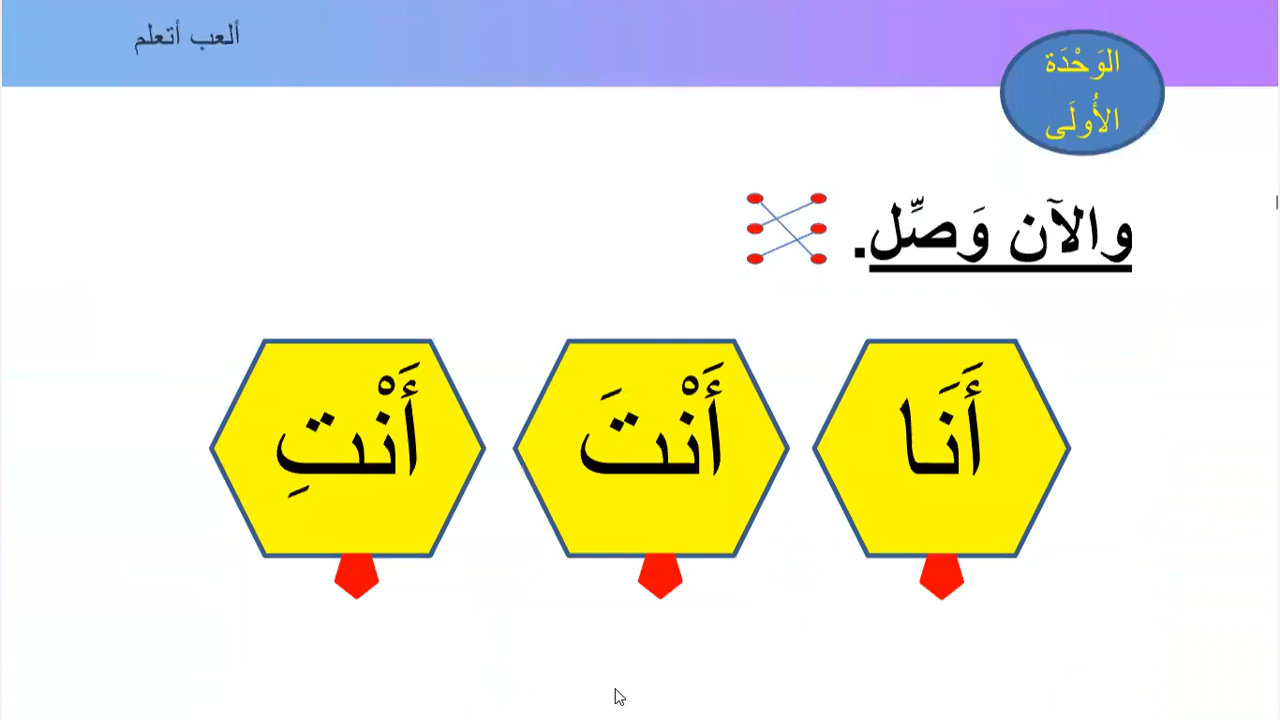 ألعب أتعلم
الوَحْدَة
الأُولَى
والآن وَصِّل.
أَنَا
أَنْتَ
أَنْتِ